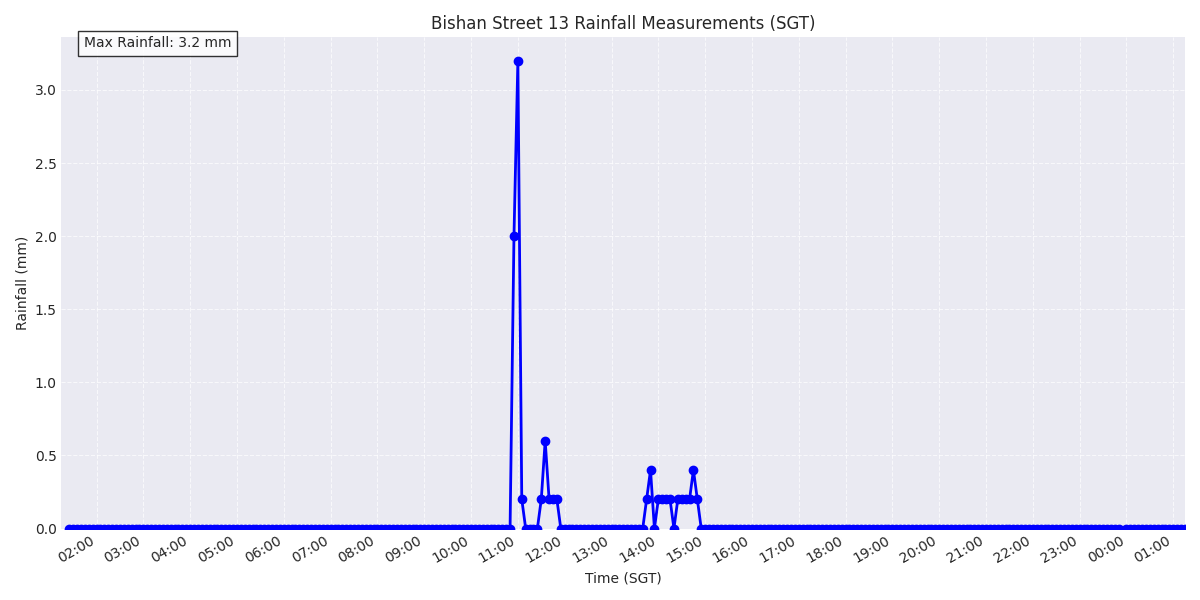 Bishan Street 13 Rainfall Measurements (SGT)
Max Rainfall: 3.2 mm
3.0
2.5
2.0
1.5
1.0
0.5
0.0
Rainfall (mm)
02:00 03:00 04:00 05:00 06:00 07:00 08:00 09:00 10:00 11:00 12:00 13:00 14:00 15:00 16:00 17:00 18:00 19:00 20:00 21:00 22:00 23:00 00:00 01:00
Time (SGT)